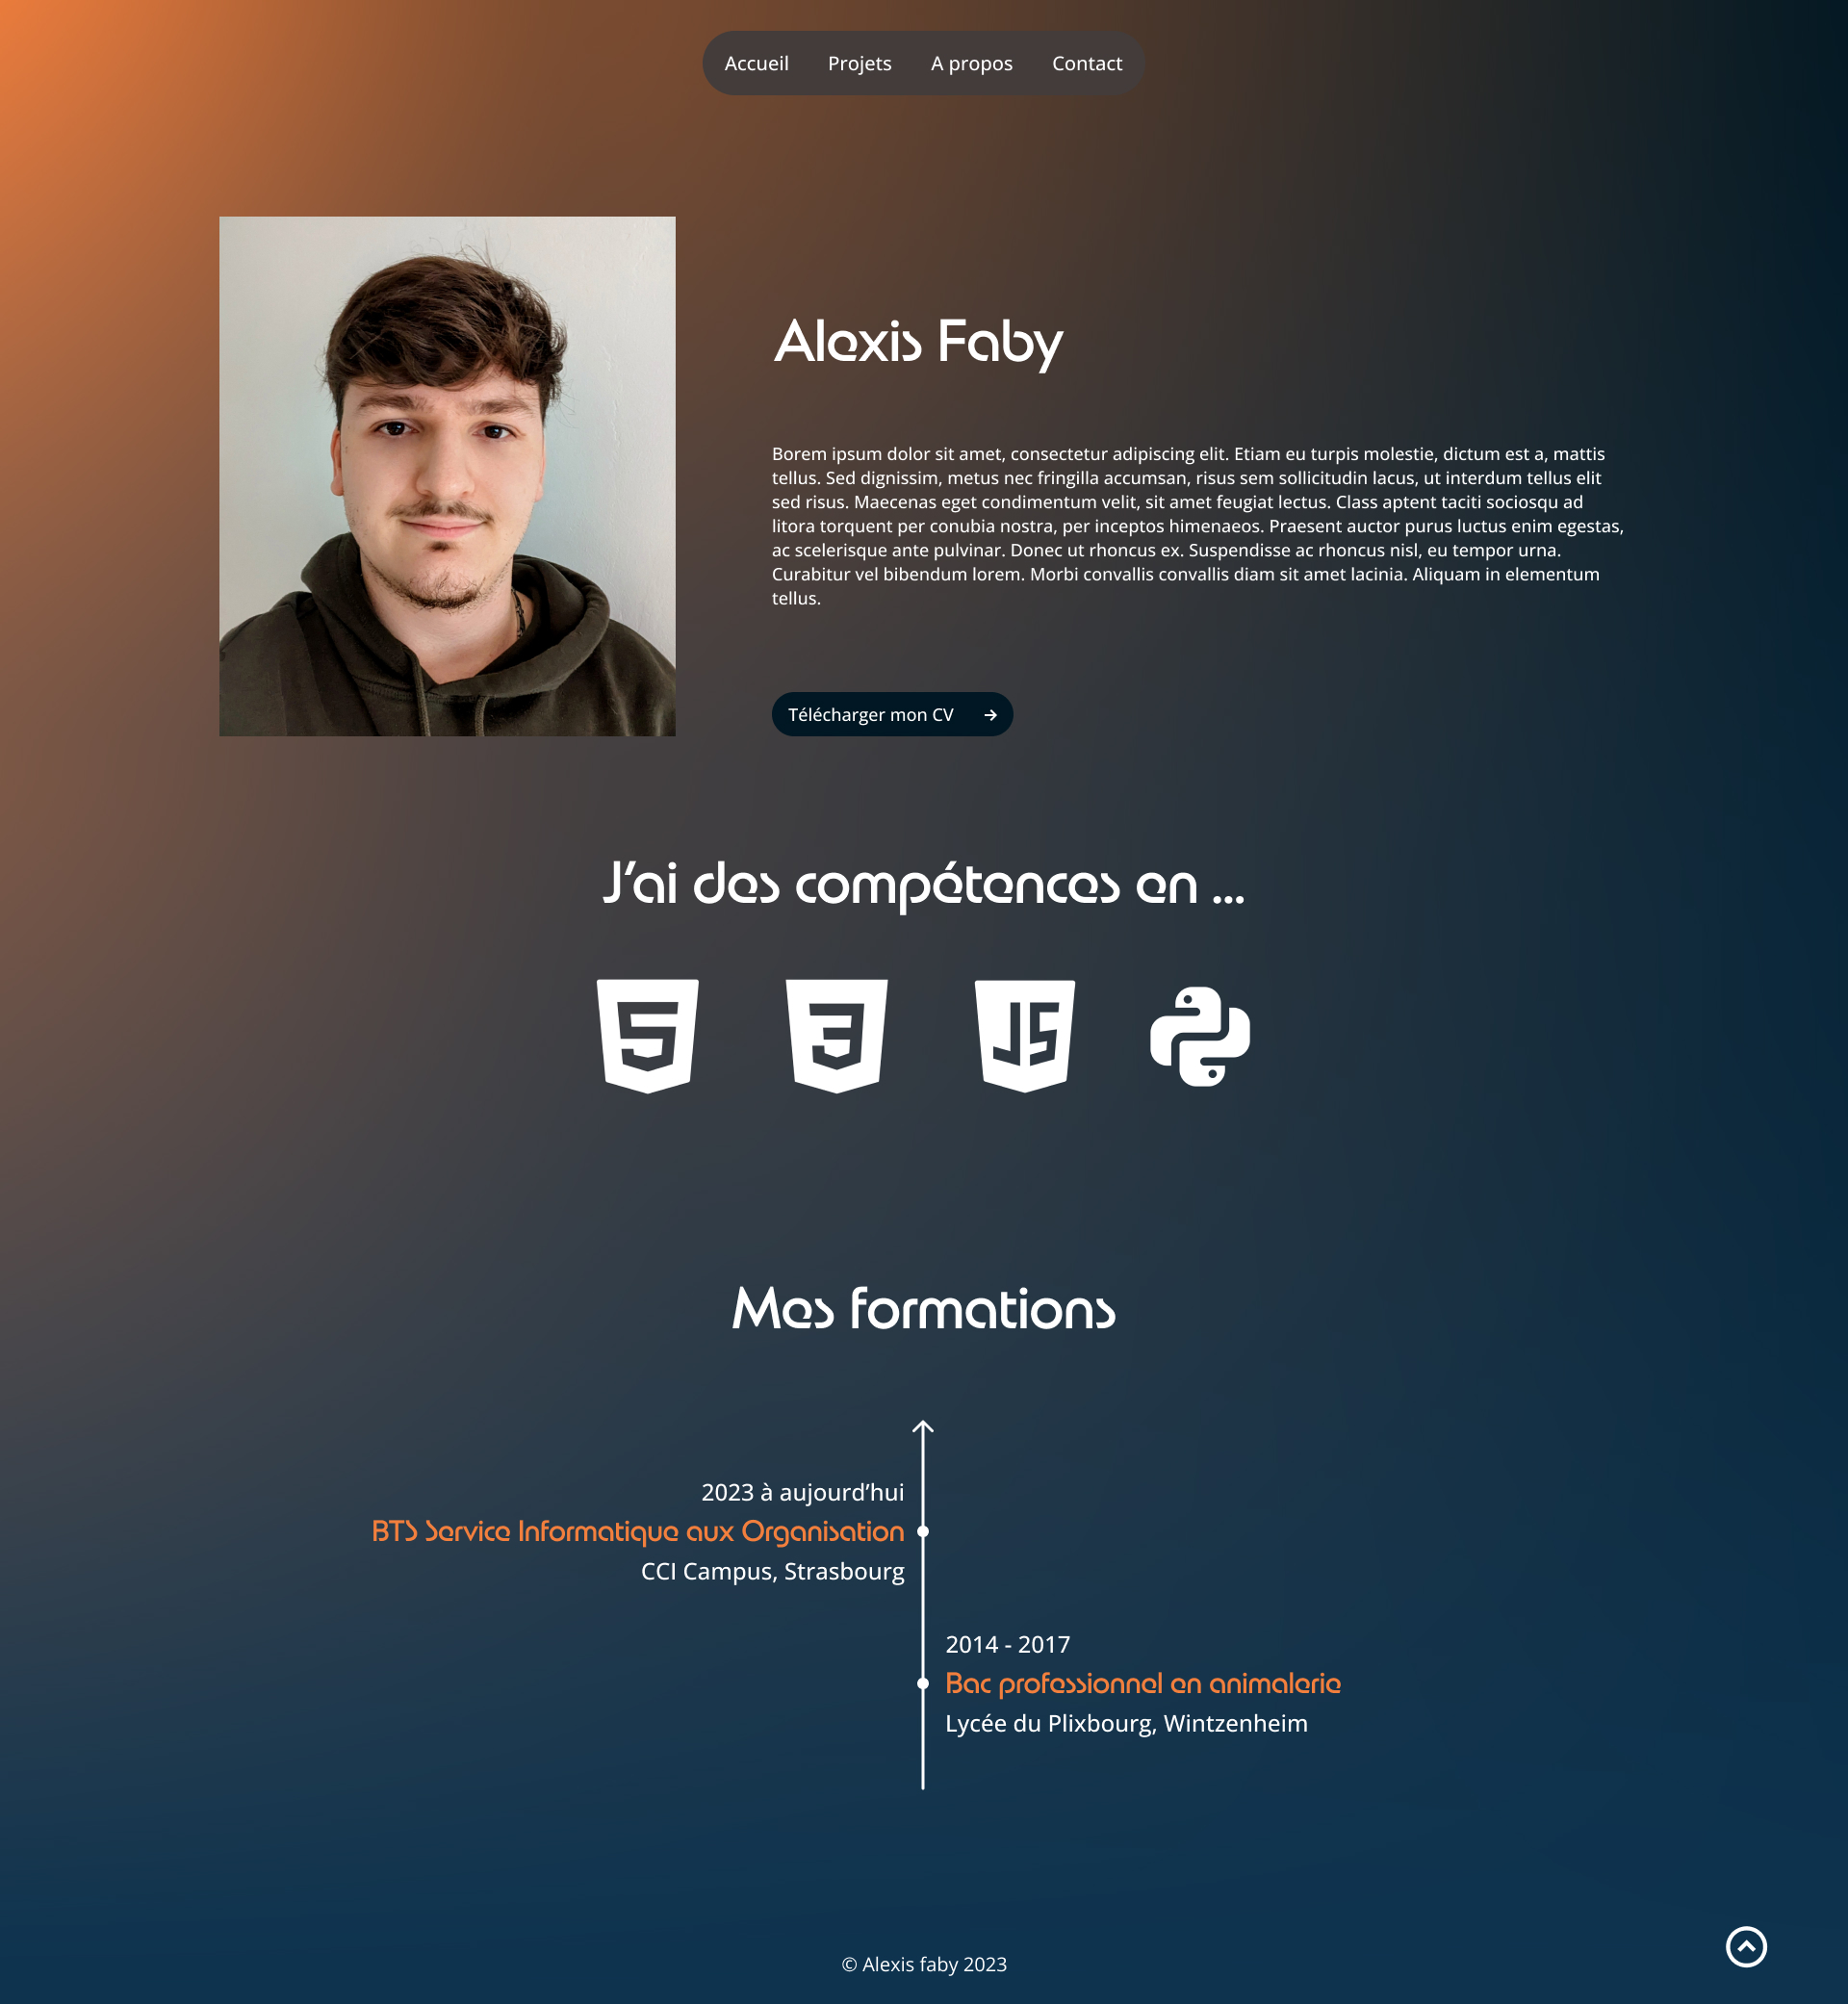 Accueil Projets A propos Contact
Alexis Faby
Borem ipsum dolor sit amet, consectetur adipiscing elit. Etiam eu turpis molestie, dictum est a, mattis
tellus. Sed dignissim, metus nec fringilla accumsan, risus sem sollicitudin lacus, ut interdum tellus elit
sed risus. Maecenas eget condimentum velit, sit amet feugiat lectus. Class aptent taciti sociosqu ad
litora torquent per conubia nostra, per inceptos himenaeos. Praesent auctor purus luctus enim egestas,
ac scelerisque ante pulvinar. Donec ut rhoncus ex. Suspendisse ac rhoncus nisl, eu tempor urna.
Curabitur vel bibendum lorem. Morbi convallis convallis diam sit amet lacinia. Aliquam in elementum
tellus.
Télécharger mon CV
J’ai des compétences en ...
5 3 JS
Mes formations
2023 à aujourd’hui
BTS Service Informatique aux Organisation
CCI Campus, Strasbourg
2014 - 2017
Bac professionnel en animalerie
Lycée du Plixbourg, Wintzenheim
© Alexis faby 2023